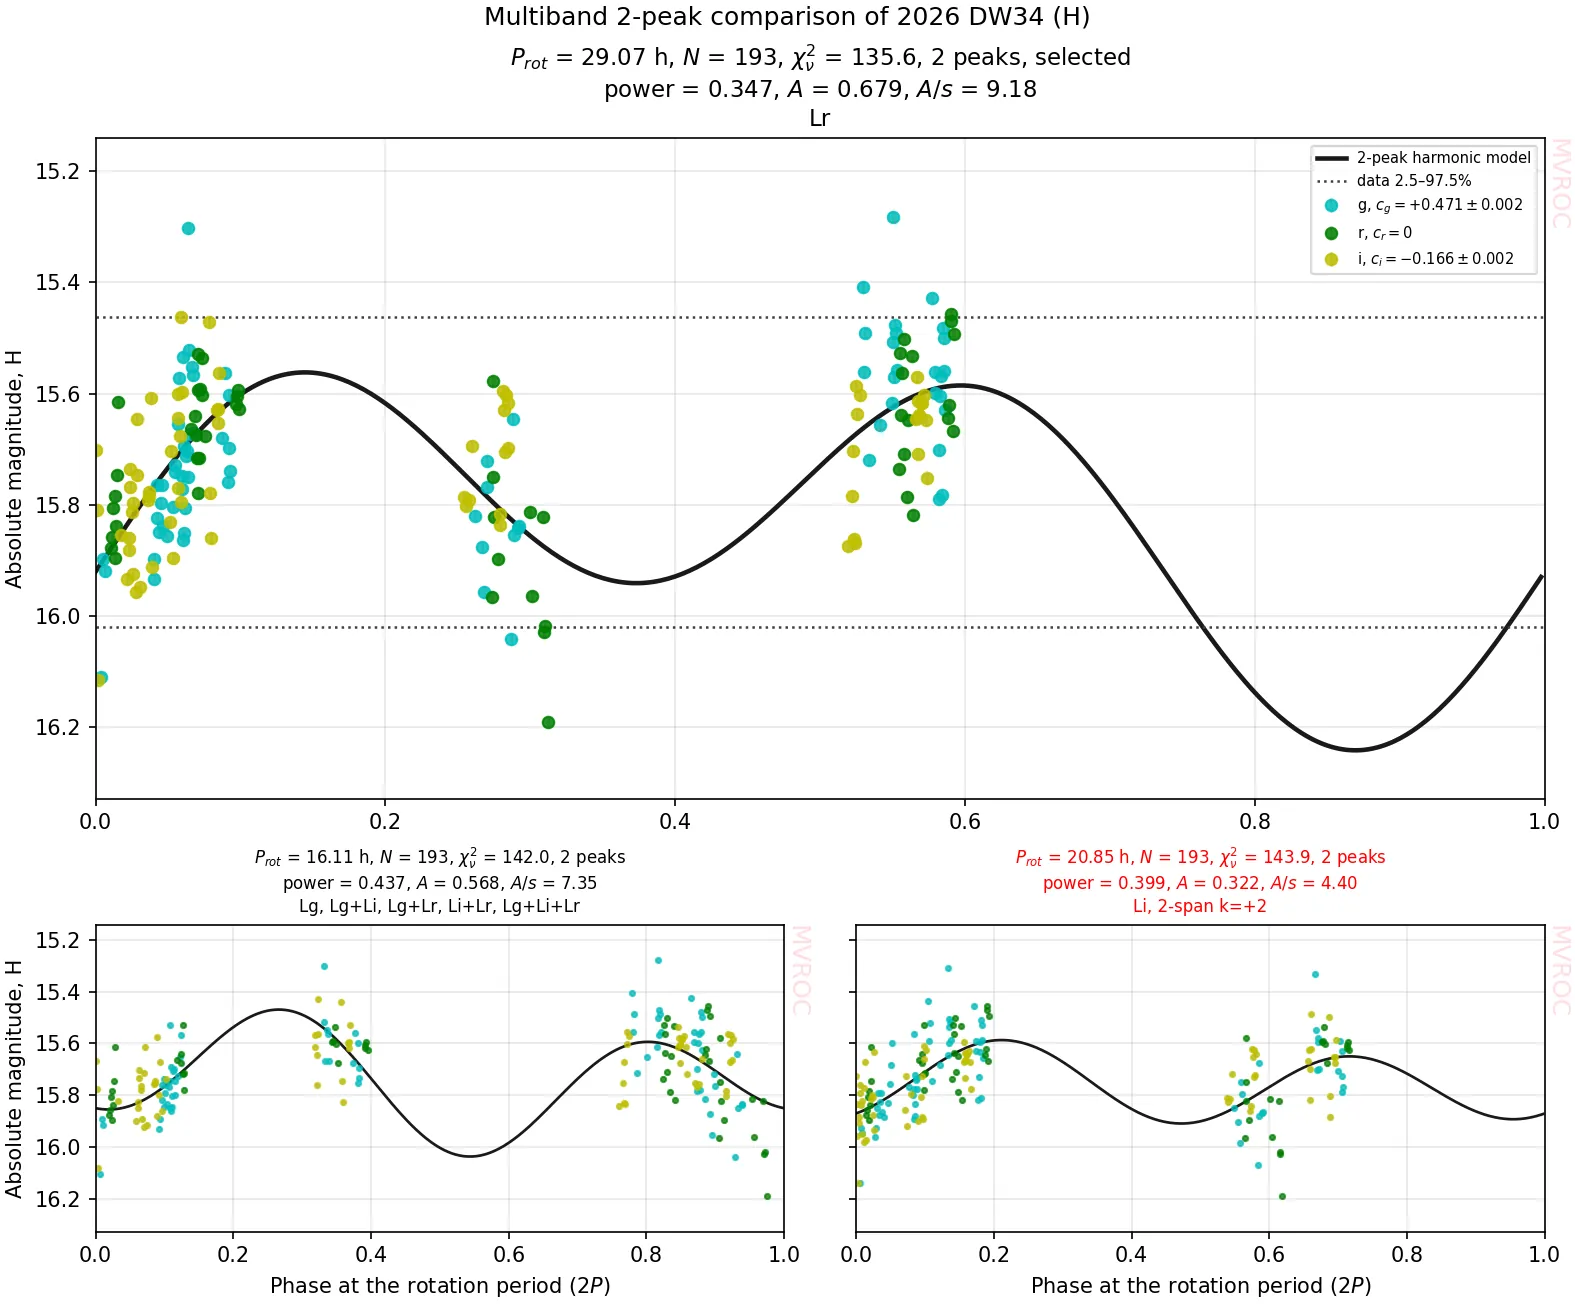 Multiband 2-peak comparison of 2026 DW34 (H)
P_rot = 29.07 h, N = 193, χ²_ν = 135.6, 2 peaks, selected
power = 0.347, A = 0.679, A/s = 9.18
Lr
2-peak harmonic model
data 2.5–97.5%
g, c_g = +0.471 ± 0.002
r, c_r = 0
i, c_i = −0.166 ± 0.002
MVROC
Absolute magnitude, H
15.2
15.4
15.6
15.8
16.0
16.2
0.0 0.2 0.4 0.6 0.8 1.0
P_rot = 16.11 h, N = 193, χ²_ν = 142.0, 2 peaks
power = 0.437, A = 0.568, A/s = 7.35
Lg, Lg+Li, Lg+Lr, Li+Lr, Lg+Li+Lr
MVROC
Absolute magnitude, H
15.2
15.4
15.6
15.8
16.0
16.2
0.0 0.2 0.4 0.6 0.8 1.0
Phase at the rotation period (2P)
P_rot = 20.85 h, N = 193, χ²_ν = 143.9, 2 peaks
power = 0.399, A = 0.322, A/s = 4.40
Li, 2-span k=+2
MVROC
0.0 0.2 0.4 0.6 0.8 1.0
Phase at the rotation period (2P)